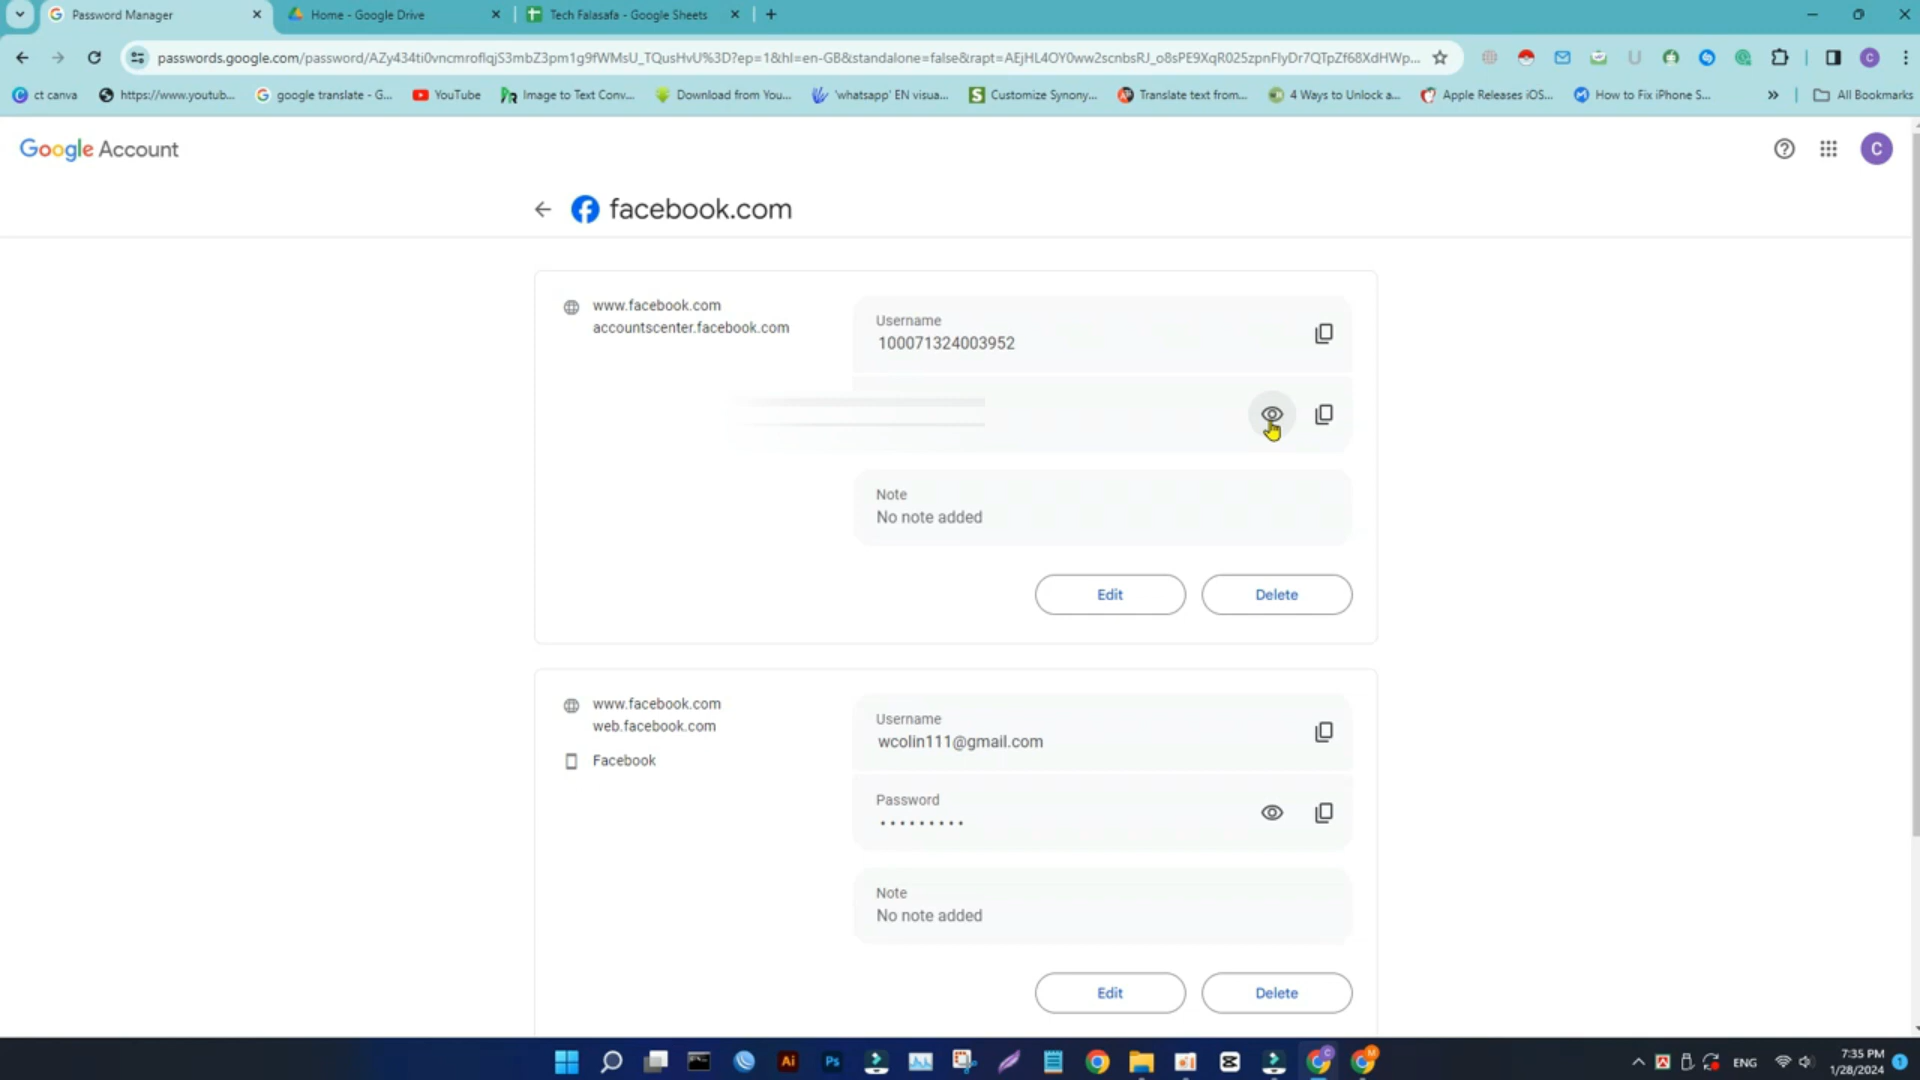 Password Manager
Home - Google Drive
Tech Falasafa - Google Sheets
passwords.google.com/password/AZy434ti0vncmroflqjS3mbZ3pm1g9fWMsU_TQusHvU%3D?ep=1&hl=en-GB&standalone=false&rapt=AEjHL4OY0ww2scnbsRJ_o8sPE9XqR025zpnFlyDr7QTpZf68XdHWp...
ct canva
https://www.youtub...
google translate - G...
YouTube
Image to Text Conv...
Download from You...
'whatsapp' EN visua...
Customize Synony...
Translate text from...
4 Ways to Unlock a...
Apple Releases iOS...
How to Fix iPhone S...
All Bookmarks
Google Account
C
facebook.com
www.facebook.com
accountscenter.facebook.com
Username
100071324003952
Note
No note added
Edit
Delete
www.facebook.com
web.facebook.com
Facebook
Username
wcolin111@gmail.com
Password
Note
No note added
Edit
Delete
Ai
Ps
ENG
7:35 PM
1/28/2024